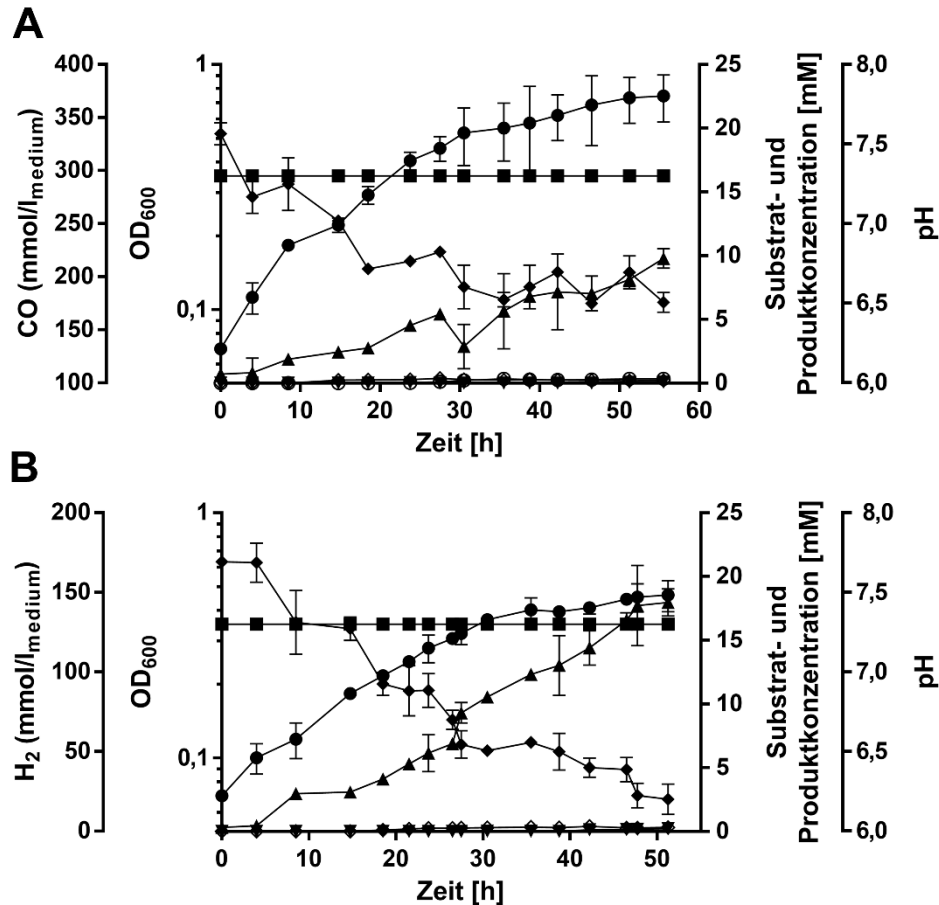 A
CO (mmol/l_medium)
400
350
300
250
200
150
100
OD_600
1
0,1
25
20
15
10
5
0
Substrat- und
Produktkonzentration [mM]
8,0
7,5
7,0
6,5
6,0
pH
0 10 20 30 40 50 60
Zeit [h]
B
H_2 (mmol/l_medium)
200
150
100
50
0
OD_600
1
0,1
25
20
15
10
5
0
Substrat- und
Produktkonzentration [mM]
8,0
7,5
7,0
6,5
6,0
pH
0 10 20 30 40 50
Zeit [h]